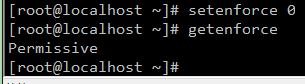 [root@localhost ~]# setenforce 0
[root@localhost ~]# getenforce
Permissive
[root@localhost ~]#